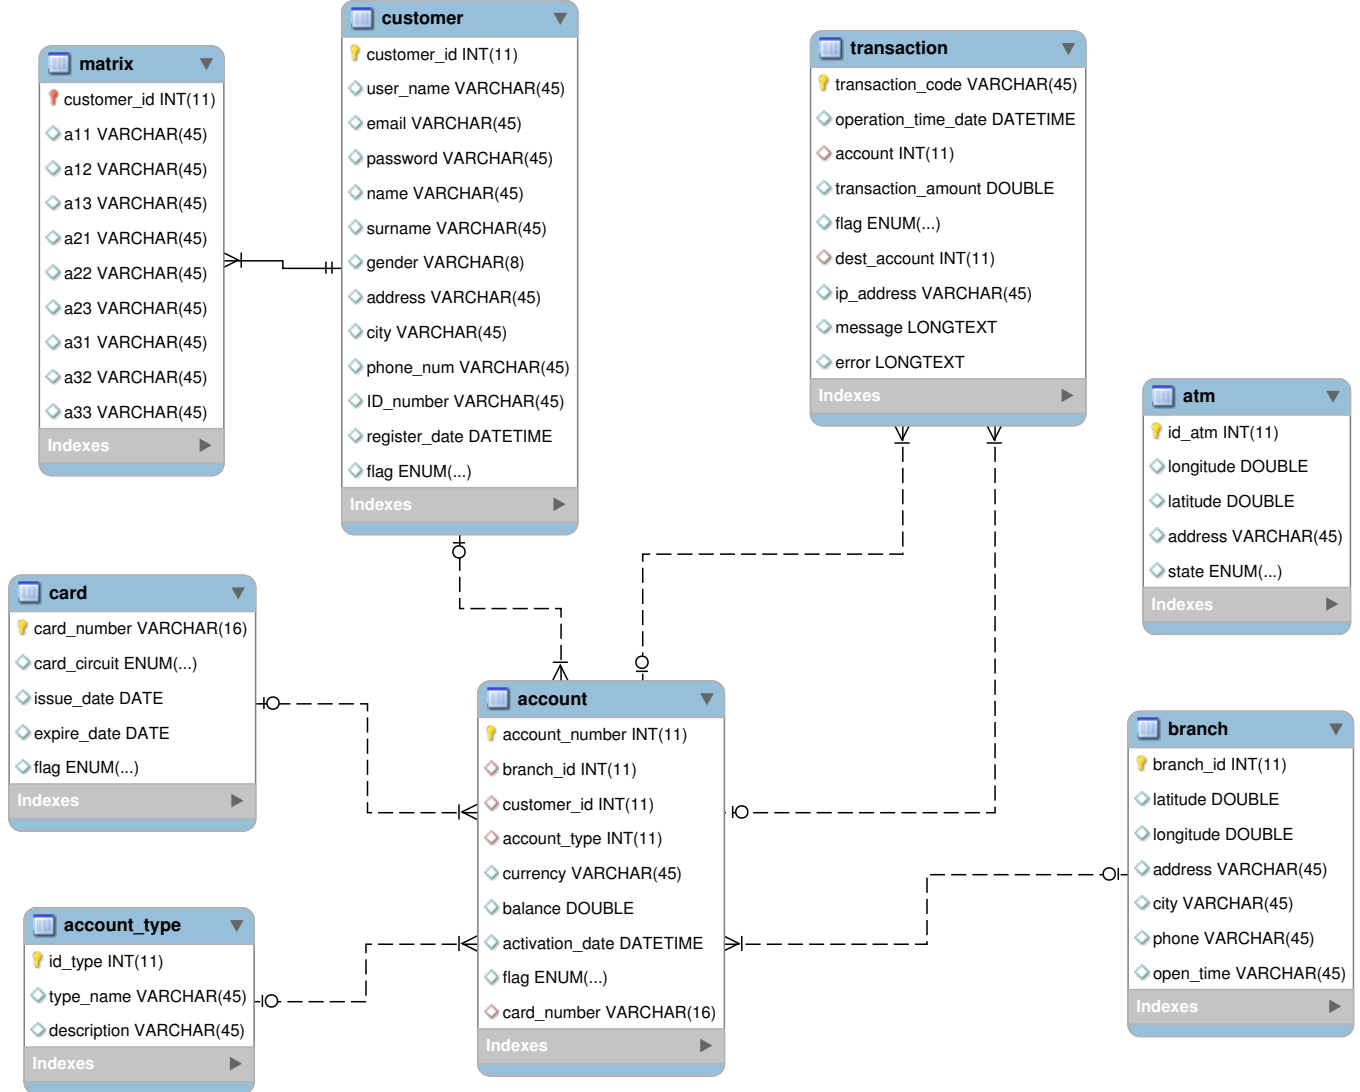 matrix
customer_id INT(11)
a11 VARCHAR(45)
a12 VARCHAR(45)
a13 VARCHAR(45)
a21 VARCHAR(45)
a22 VARCHAR(45)
a23 VARCHAR(45)
a31 VARCHAR(45)
a32 VARCHAR(45)
a33 VARCHAR(45)
Indexes
customer
customer_id INT(11)
user_name VARCHAR(45)
email VARCHAR(45)
password VARCHAR(45)
name VARCHAR(45)
surname VARCHAR(45)
gender VARCHAR(8)
address VARCHAR(45)
city VARCHAR(45)
phone_num VARCHAR(45)
ID_number VARCHAR(45)
register_date DATETIME
flag ENUM(...)
Indexes
transaction
transaction_code VARCHAR(45)
operation_time_date DATETIME
account INT(11)
transaction_amount DOUBLE
flag ENUM(...)
dest_account INT(11)
ip_address VARCHAR(45)
message LONGTEXT
error LONGTEXT
Indexes
atm
id_atm INT(11)
longitude DOUBLE
latitude DOUBLE
address VARCHAR(45)
state ENUM(...)
Indexes
card
card_number VARCHAR(16)
card_circuit ENUM(...)
issue_date DATE
expire_date DATE
flag ENUM(...)
Indexes
account
account_number INT(11)
branch_id INT(11)
customer_id INT(11)
account_type INT(11)
currency VARCHAR(45)
balance DOUBLE
activation_date DATETIME
flag ENUM(...)
card_number VARCHAR(16)
Indexes
branch
branch_id INT(11)
latitude DOUBLE
longitude DOUBLE
address VARCHAR(45)
city VARCHAR(45)
phone VARCHAR(45)
open_time VARCHAR(45)
Indexes
account_type
id_type INT(11)
type_name VARCHAR(45)
description VARCHAR(45)
Indexes